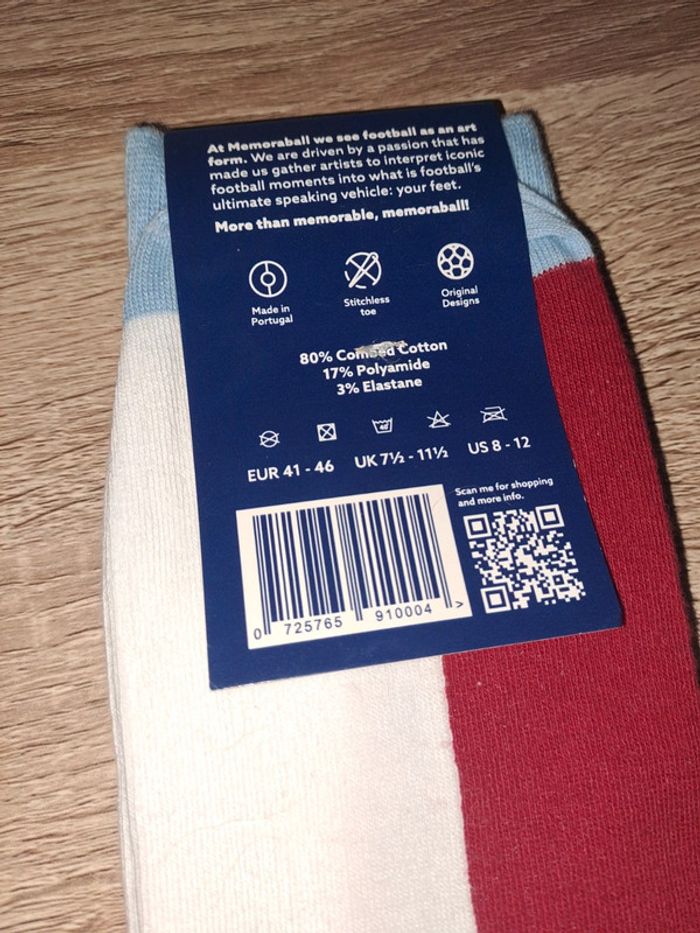 At Memoraball we see football as an art
form. We are driven by a passion that has
made us gather artists to interpret iconic
football moments into what is football's
ultimate speaking vehicle: your feet.
More than memorable, memoraball!
Made in
Portugal
Stitchless
toe
Original
Designs
80% Combed Cotton
17% Polyamide
3% Elastane
40
EUR 41 - 46 UK 7½ - 11½ US 8 - 12
Scan me for shopping
and more info.
0 725765 910004 >